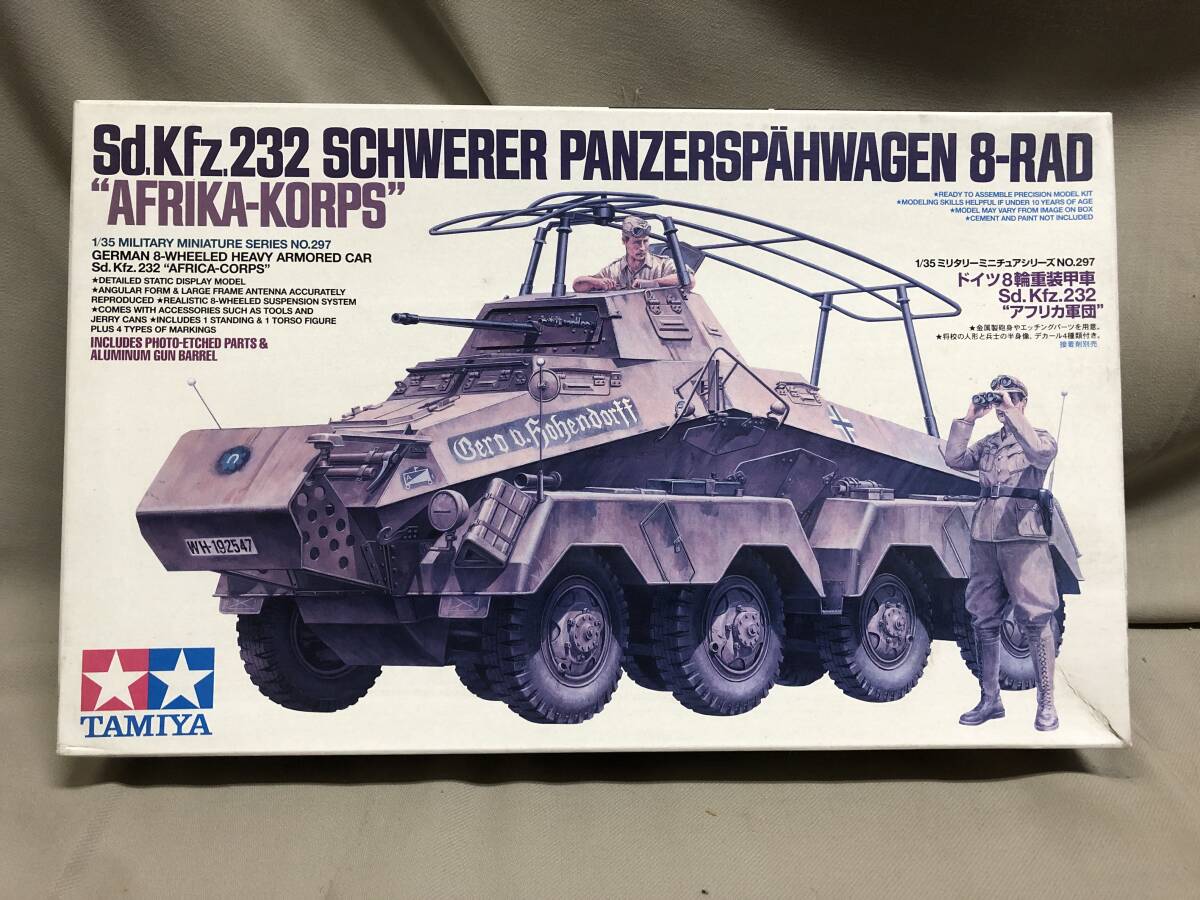 Sd.Kfz.232 SCHWERER PANZERSPÄHWAGEN 8-RAD
"AFRIKA-KORPS"
1/35 MILITARY MINIATURE SERIES NO.297
GERMAN 8-WHEELED HEAVY ARMORED CAR
Sd.Kfz.232 "AFRICA-CORPS"
★DETAILED STATIC DISPLAY MODEL
★ANGULAR FORM & LARGE FRAME ANTENNA ACCURATELY
REPRODUCED ★REALISTIC 8-WHEELED SUSPENSION SYSTEM
★COMES WITH ACCESSORIES SUCH AS TOOLS AND
JERRY CANS ★INCLUDES 1 STANDING & 1 TORSO FIGURE
PLUS 4 TYPES OF MARKINGS
INCLUDES PHOTO-ETCHED PARTS &
ALUMINUM GUN BARREL
★READY TO ASSEMBLE PRECISION MODEL KIT
★MODELING SKILLS HELPFUL IF UNDER 10 YEARS OF AGE
★MODEL MAY VARY FROM IMAGE ON BOX
★CEMENT AND PAINT NOT INCLUDED
1/35 ミリタリーミニチュアシリーズ NO.297
ドイツ8輪重装甲車
Sd.Kfz.232
"アフリカ軍団"
★金属製砲身やエッチングパーツを用意。
★将校の人形と兵士の半身像、デカール4種類付き。
接着剤別売
Gero v. Hohendorff
WH-192547
TAMIYA